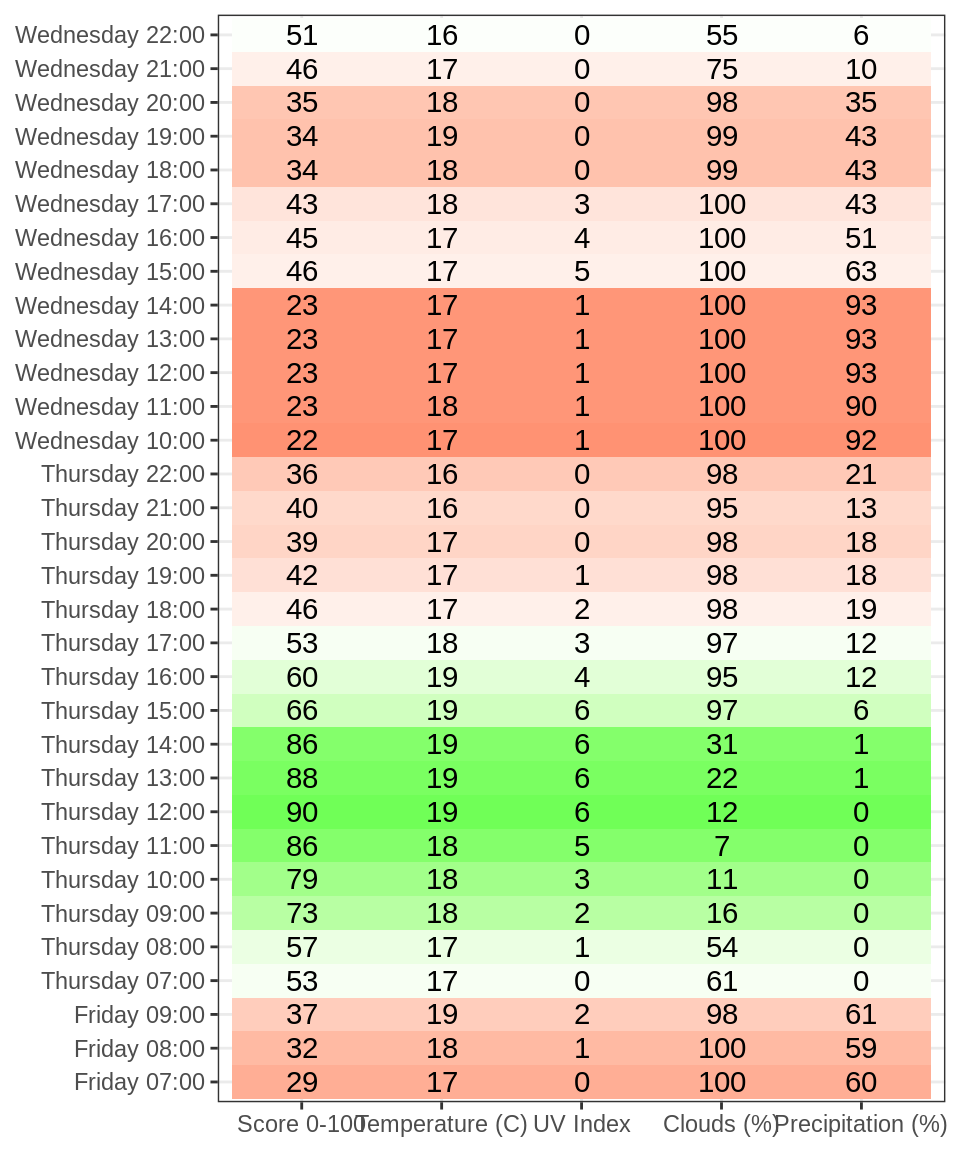 Wednesday 22:00 51 16 0 55 6
Wednesday 21:00 46 17 0 75 10
Wednesday 20:00 35 18 0 98 35
Wednesday 19:00 34 19 0 99 43
Wednesday 18:00 34 18 0 99 43
Wednesday 17:00 43 18 3 100 43
Wednesday 16:00 45 17 4 100 51
Wednesday 15:00 46 17 5 100 63
Wednesday 14:00 23 17 1 100 93
Wednesday 13:00 23 17 1 100 93
Wednesday 12:00 23 17 1 100 93
Wednesday 11:00 23 18 1 100 90
Wednesday 10:00 22 17 1 100 92
Thursday 22:00 36 16 0 98 21
Thursday 21:00 40 16 0 95 13
Thursday 20:00 39 17 0 98 18
Thursday 19:00 42 17 1 98 18
Thursday 18:00 46 17 2 98 19
Thursday 17:00 53 18 3 97 12
Thursday 16:00 60 19 4 95 12
Thursday 15:00 66 19 6 97 6
Thursday 14:00 86 19 6 31 1
Thursday 13:00 88 19 6 22 1
Thursday 12:00 90 19 6 12 0
Thursday 11:00 86 18 5 7 0
Thursday 10:00 79 18 3 11 0
Thursday 09:00 73 18 2 16 0
Thursday 08:00 57 17 1 54 0
Thursday 07:00 53 17 0 61 0
Friday 09:00 37 19 2 98 61
Friday 08:00 32 18 1 100 59
Friday 07:00 29 17 0 100 60
Score 0-100 Temperature (C) UV Index Clouds (%) Precipitation (%)